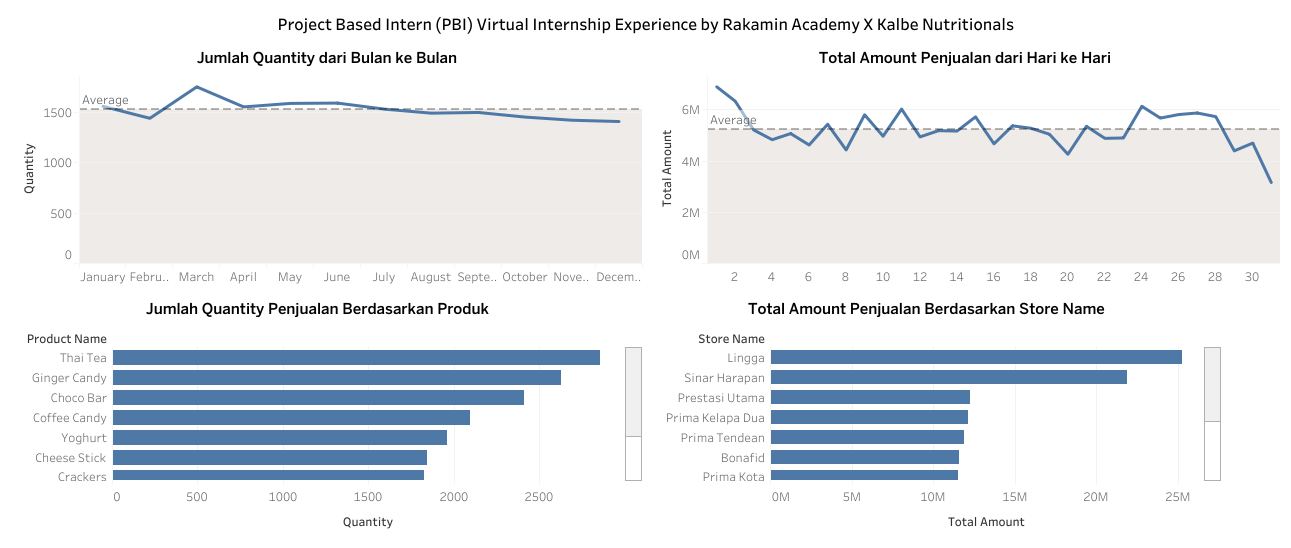 Project Based Intern (PBI) Virtual Internship Experience by Rakamin Academy X Kalbe Nutritionals
Jumlah Quantity dari Bulan ke Bulan
Quantity
1500
1000
500
0
Average
January Febru.. March April May June July August Septe.. October Nove.. Decem..
Total Amount Penjualan dari Hari ke Hari
Total Amount
6M
4M
2M
0M
Average
2 4 6 8 10 12 14 16 18 20 22 24 26 28 30
Jumlah Quantity Penjualan Berdasarkan Produk
Product Name
Thai Tea
Ginger Candy
Choco Bar
Coffee Candy
Yoghurt
Cheese Stick
Crackers
0 500 1000 1500 2000 2500
Quantity
Total Amount Penjualan Berdasarkan Store Name
Store Name
Lingga
Sinar Harapan
Prestasi Utama
Prima Kelapa Dua
Prima Tendean
Bonafid
Prima Kota
0M 5M 10M 15M 20M 25M
Total Amount